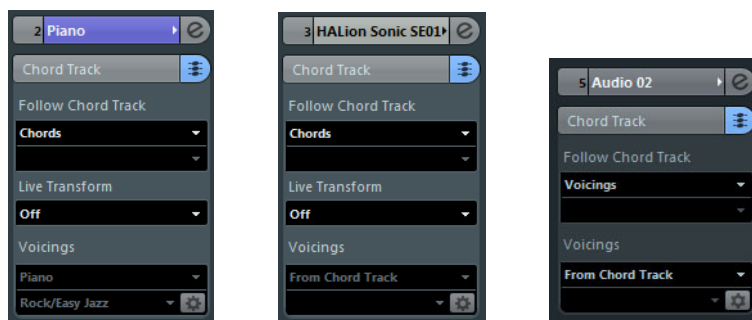 2 Piano
Chord Track
Follow Chord Track
Chords
Live Transform
Off
Voicings
Piano
Rock/Easy Jazz
3 HALion Sonic SE01
Chord Track
Follow Chord Track
Chords
Live Transform
Off
Voicings
From Chord Track
5 Audio 02
Chord Track
Follow Chord Track
Voicings
Voicings
From Chord Track